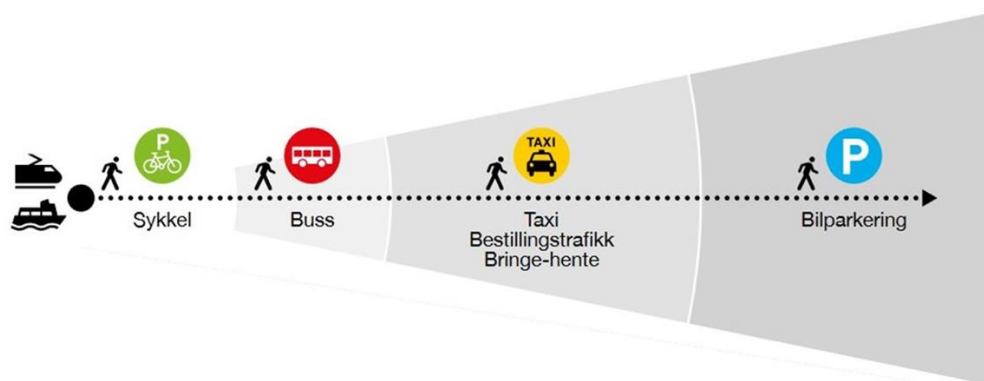 P
TAXI
P
Sykkel
Buss
Taxi
Bestillingstrafikk
Bringe-hente
Bilparkering